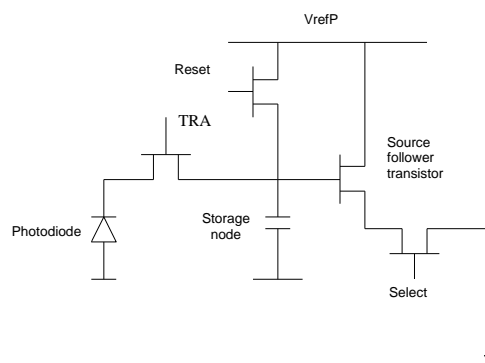 VrefP
Reset
TRA
Source
follower
transistor
Storage
node
Photodiode
Select